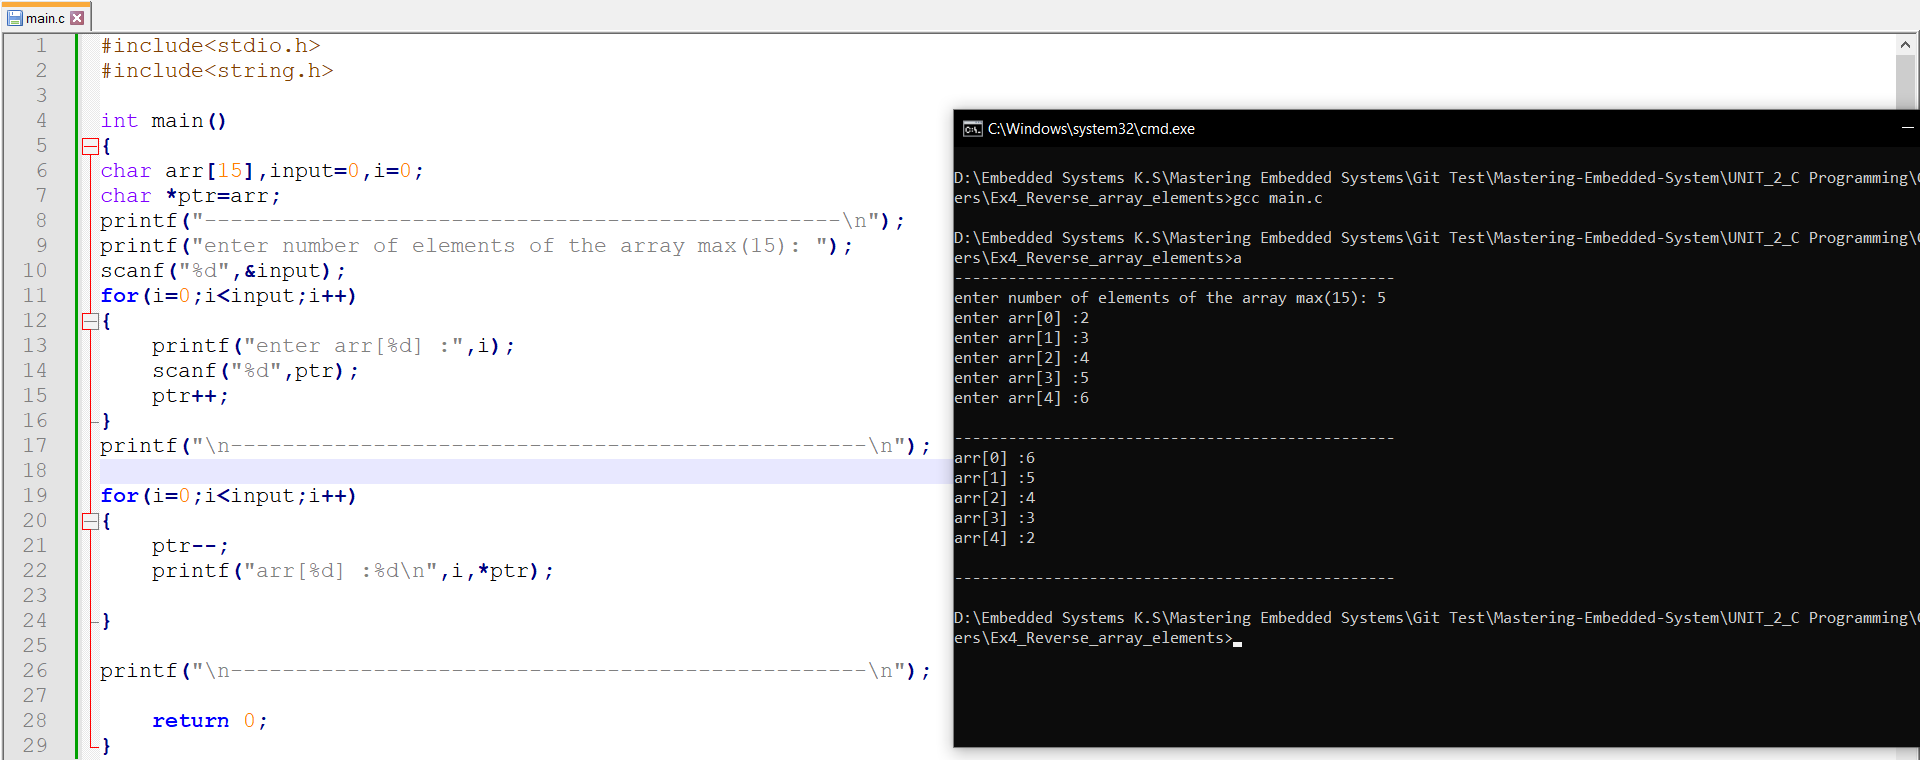 main.c
1 #include<stdio.h>
2 #include<string.h>
3
4 int main()
5 {
6 char arr[15],input=0,i=0;
7 char *ptr=arr;
8 printf("-------------------------------------------------\n");
9 printf("enter number of elements of the array max(15): ");
10 scanf("%d",&input);
11 for(i=0;i<input;i++)
12 {
13     printf("enter arr[%d] :",i);
14     scanf("%d",ptr);
15     ptr++;
16 }
17 printf("\n-------------------------------------------------\n");
18
19 for(i=0;i<input;i++)
20 {
21     ptr--;
22     printf("arr[%d] :%d\n",i,*ptr);
23
24 }
25
26 printf("\n-------------------------------------------------\n");
27
28     return 0;
29 }
C:\Windows\system32\cmd.exe
D:\Embedded Systems K.S\Mastering Embedded Systems\Git Test\Mastering-Embedded-System\UNIT_2_C Programming\
ers\Ex4_Reverse_array_elements>gcc main.c
D:\Embedded Systems K.S\Mastering Embedded Systems\Git Test\Mastering-Embedded-System\UNIT_2_C Programming\
ers\Ex4_Reverse_array_elements>a
-------------------------------------------------
enter number of elements of the array max(15): 5
enter arr[0] :2
enter arr[1] :3
enter arr[2] :4
enter arr[3] :5
enter arr[4] :6
-------------------------------------------------
arr[0] :6
arr[1] :5
arr[2] :4
arr[3] :3
arr[4] :2
-------------------------------------------------
D:\Embedded Systems K.S\Mastering Embedded Systems\Git Test\Mastering-Embedded-System\UNIT_2_C Programming\
ers\Ex4_Reverse_array_elements>